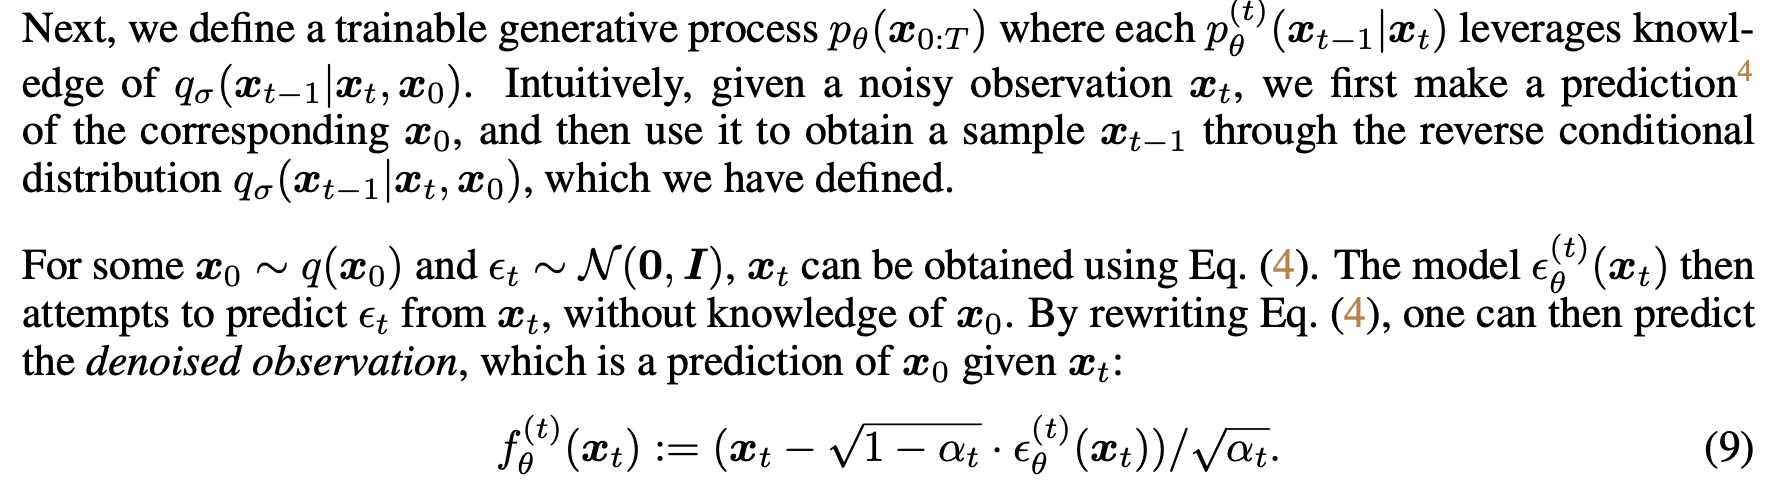 Next, we define a trainable generative process $p_\theta(\boldsymbol{x}_{0:T})$ where each $p_\theta^{(t)}(\boldsymbol{x}_{t-1}|\boldsymbol{x}_t)$ leverages knowl-
edge of $q_\sigma(\boldsymbol{x}_{t-1}|\boldsymbol{x}_t, \boldsymbol{x}_0)$. Intuitively, given a noisy observation $\boldsymbol{x}_t$, we first make a prediction$^4$
of the corresponding $\boldsymbol{x}_0$, and then use it to obtain a sample $\boldsymbol{x}_{t-1}$ through the reverse conditional
distribution $q_\sigma(\boldsymbol{x}_{t-1}|\boldsymbol{x}_t, \boldsymbol{x}_0)$, which we have defined.
For some $\boldsymbol{x}_0 \sim q(\boldsymbol{x}_0)$ and $\epsilon_t \sim \mathcal{N}(\boldsymbol{0}, \boldsymbol{I})$, $\boldsymbol{x}_t$ can be obtained using Eq. (4). The model $\epsilon_\theta^{(t)}(\boldsymbol{x}_t)$ then
attempts to predict $\epsilon_t$ from $\boldsymbol{x}_t$, without knowledge of $\boldsymbol{x}_0$. By rewriting Eq. (4), one can then predict
the denoised observation, which is a prediction of $\boldsymbol{x}_0$ given $\boldsymbol{x}_t$:
$f_\theta^{(t)}(\boldsymbol{x}_t) := (\boldsymbol{x}_t - \sqrt{1 - \alpha_t} \cdot \epsilon_\theta^{(t)}(\boldsymbol{x}_t))/\sqrt{\alpha_t}.$ (9)